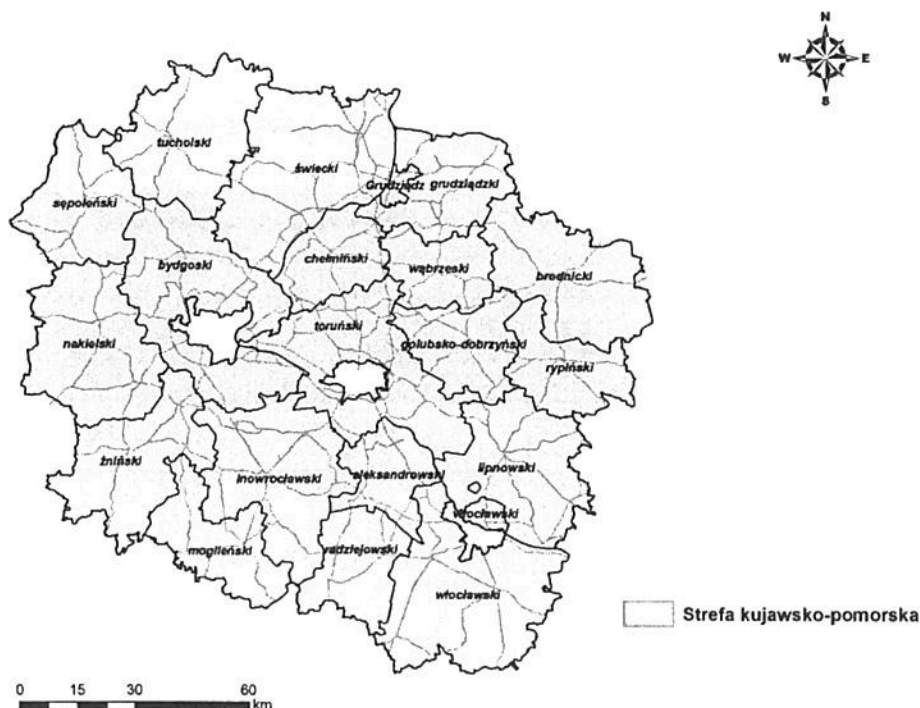 N
W E
S
tucholski
świecki
Grudziądz grudziądzki
sępoleński
bydgoski
chełmiński
wąbrzeski
brodnicki
nakielski
toruński
golubsko-dobrzyński
rypiński
żniński
inowrocławski
aleksandrowski
lipnowski
włocławski
mogileński
radziejowski
włocławski
Strefa kujawsko-pomorska
0 15 30 60
km